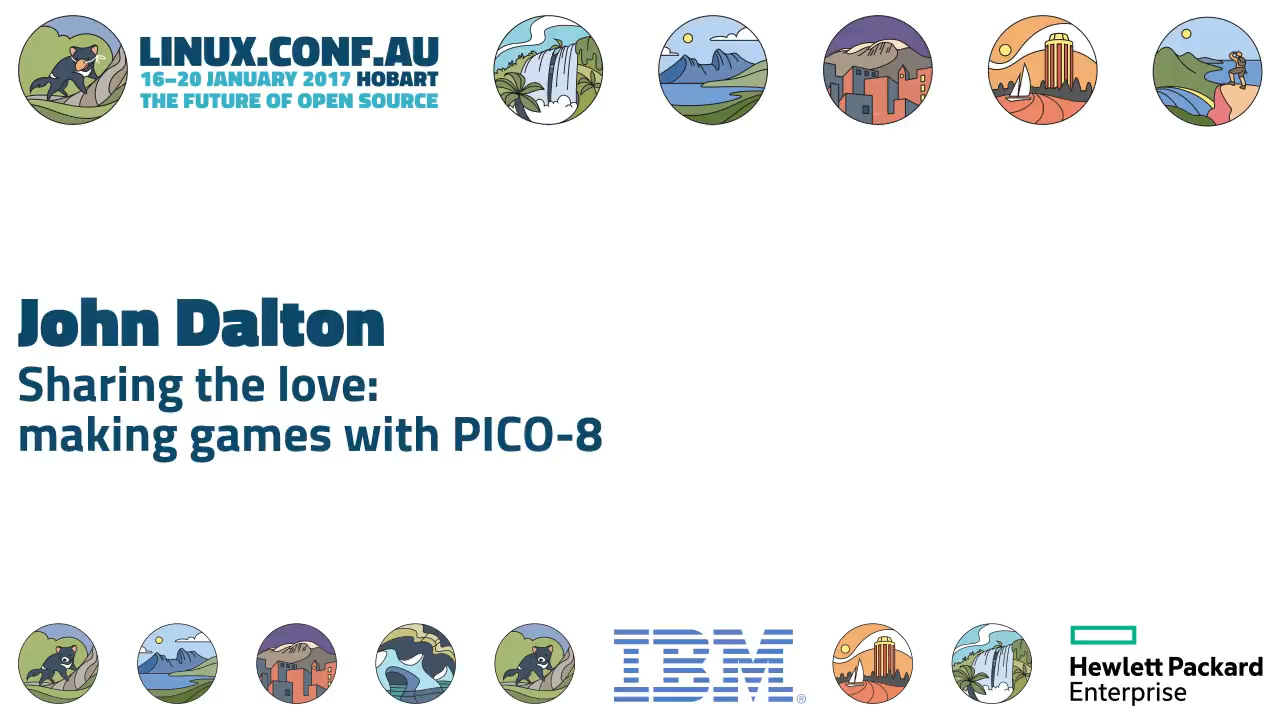 LINUX.CONF.AU
16–20 JANUARY 2017 HOBART
THE FUTURE OF OPEN SOURCE
John Dalton
Sharing the love:
making games with PICO-8
IBM®
Hewlett Packard
Enterprise